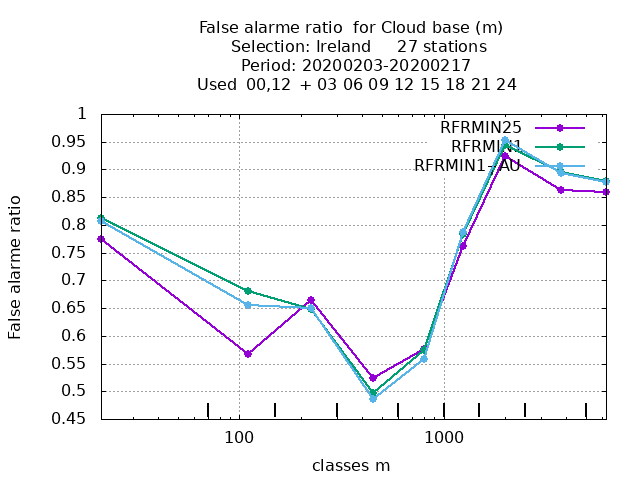 False alarme ratio  for Cloud base (m)
Selection: Ireland     27 stations
Period: 20200203-20200217
Used  00,12  + 03 06 09 12 15 18 21 24
RFRMIN25
RFRMIN1
RFRMIN1-AU
False alarme ratio
1
0.95
0.9
0.85
0.8
0.75
0.7
0.65
0.6
0.55
0.5
0.45
100
1000
classes m